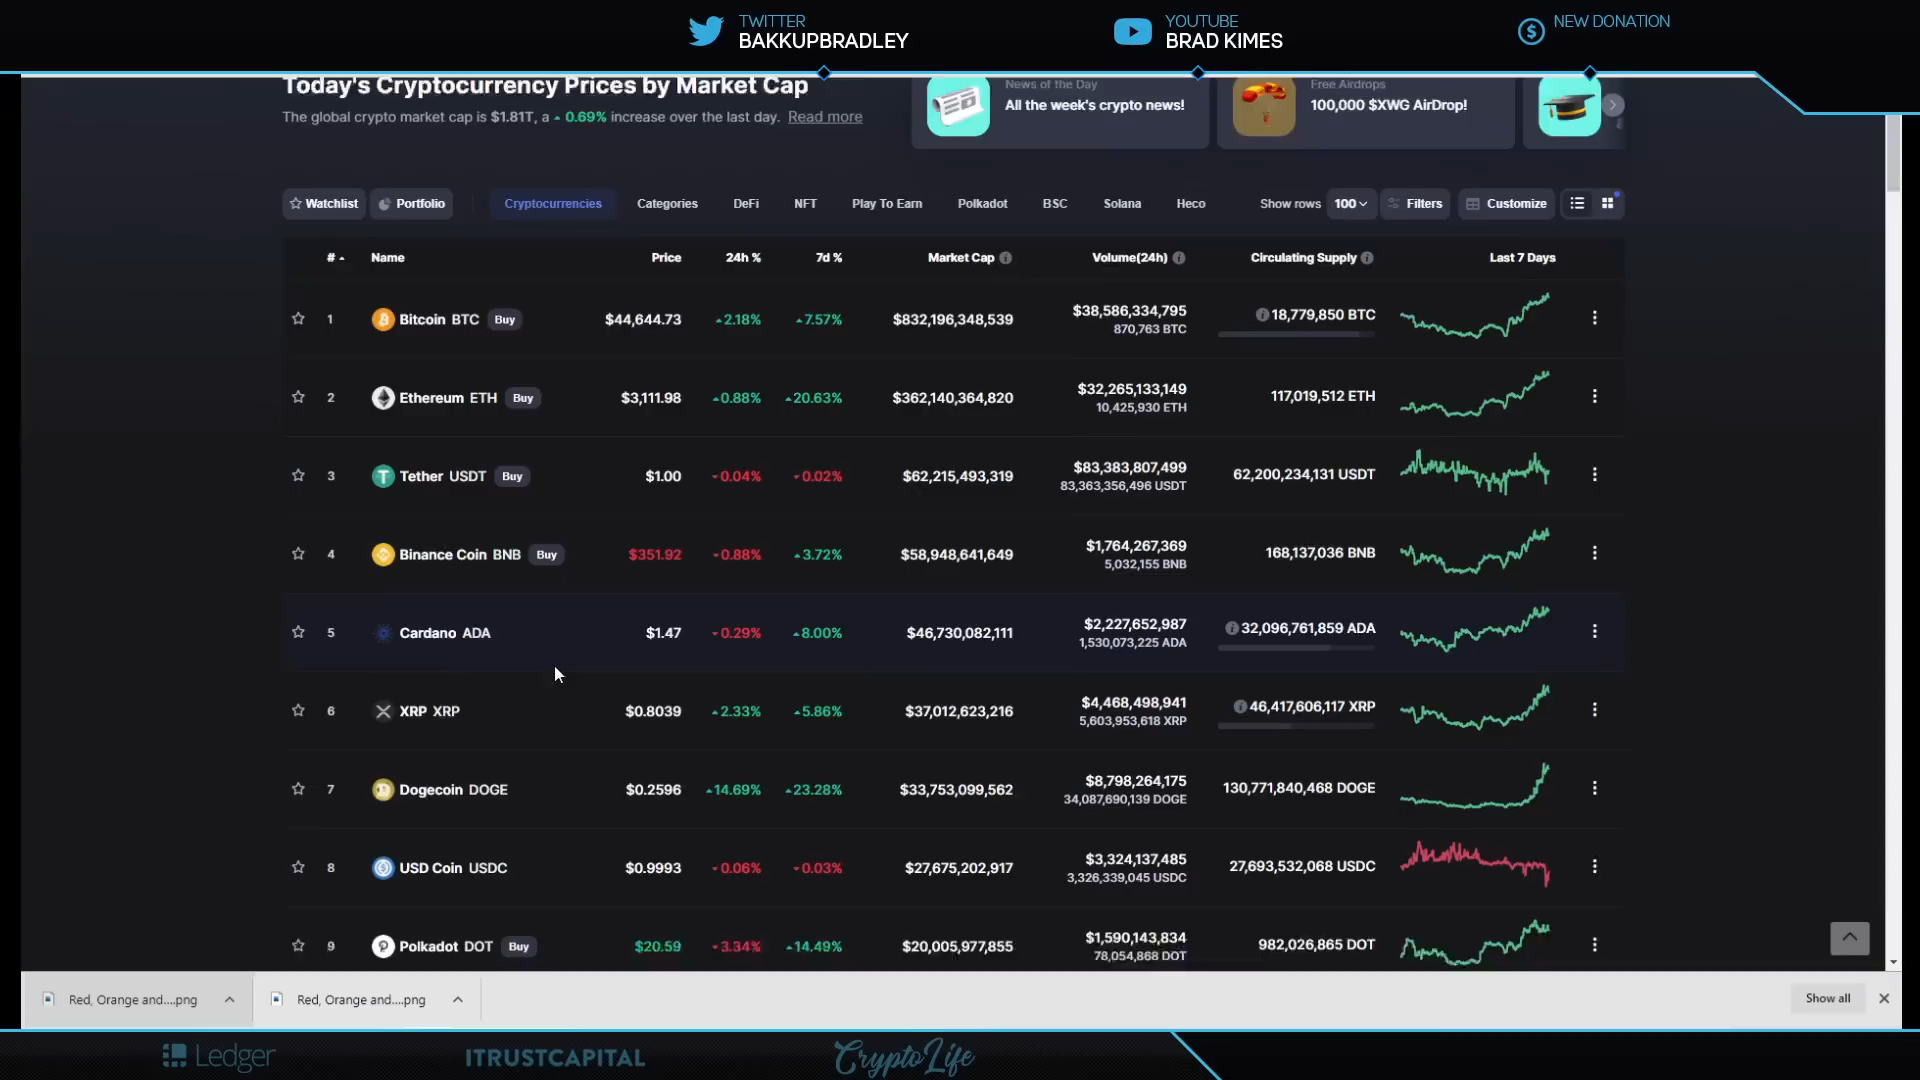 TWITTER
BAKKUPBRADLEY
YOUTUBE
BRAD KIMES
NEW DONATION
Today's Cryptocurrency Prices by Market Cap
The global crypto market cap is $1.81T, a 0.69% increase over the last day. Read more
News of the Day
All the week's crypto news!
Free Airdrops
100,000 $XWG AirDrop!
Watchlist Portfolio Cryptocurrencies Categories DeFi NFT Play To Earn Polkadot BSC Solana Heco Show rows 100 Filters Customize
# Name Price 24h % 7d % Market Cap Volume(24h) Circulating Supply Last 7 Days
1 Bitcoin BTC Buy $44,644.73 2.18% 7.57% $832,196,348,539 $38,586,334,795 18,779,850 BTC
870,763 BTC
2 Ethereum ETH Buy $3,111.98 0.88% 20.63% $362,140,364,820 $32,265,133,149 117,019,512 ETH
10,425,930 ETH
3 Tether USDT Buy $1.00 0.04% 0.02% $62,215,493,319 $83,383,807,499 62,200,234,131 USDT
83,363,356,496 USDT
4 Binance Coin BNB Buy $351.92 0.88% 3.72% $58,948,641,649 $1,764,267,369 168,137,036 BNB
5,032,155 BNB
5 Cardano ADA $1.47 0.29% 8.00% $46,730,082,111 $2,227,652,987 32,096,761,859 ADA
1,530,073,225 ADA
6 XRP XRP $0.8039 2.33% 5.86% $37,012,623,216 $4,468,498,941 46,417,606,117 XRP
5,603,953,618 XRP
7 Dogecoin DOGE $0.2596 14.69% 23.28% $33,753,099,562 $8,798,264,175 130,771,840,468 DOGE
34,087,690,139 DOGE
8 USD Coin USDC $0.9993 0.06% 0.03% $27,675,202,917 $3,324,137,485 27,693,532,068 USDC
3,326,339,045 USDC
9 Polkadot DOT Buy $20.59 3.34% 14.49% $20,005,977,855 $1,590,143,834 982,026,865 DOT
78,054,868 DOT
Red, Orange and....png Red, Orange and....png Show all
Ledger ITRUSTCAPITAL CryptoLife